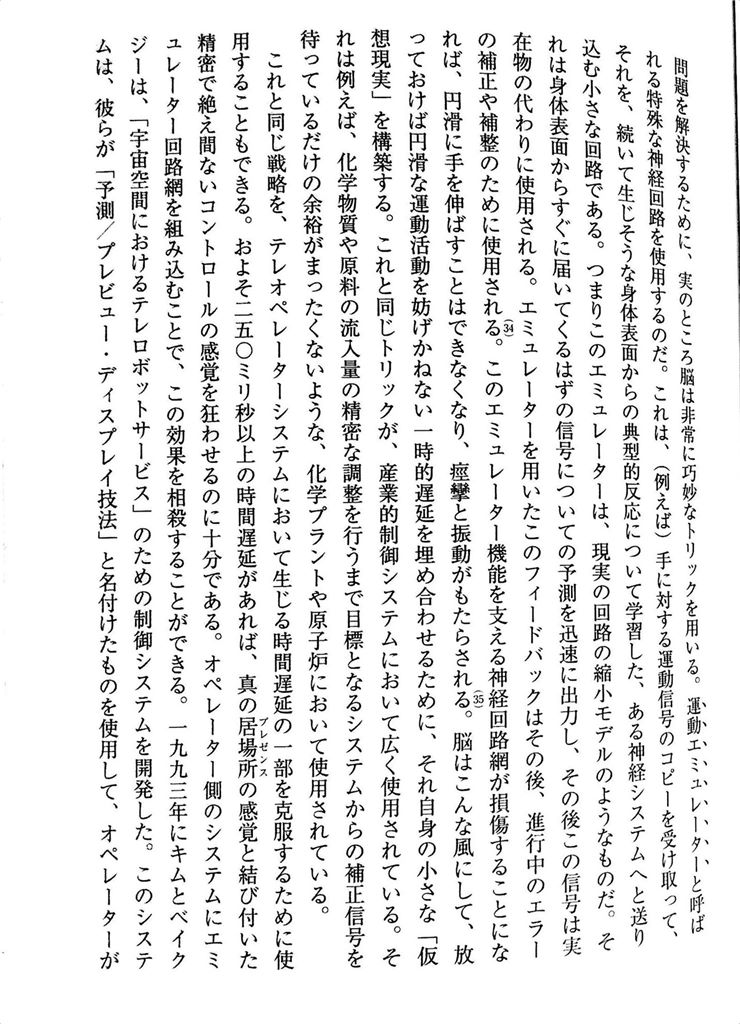 問題を解決するために、実のところ脳は非常に巧妙なトリックを用いる。運動エミュレーターと呼ば
れる特殊な神経回路を使用するのだ。これは、（例えば）手に対する運動信号のコピーを受け取って、
それを、続いて生じそうな身体表面からの典型的反応について学習した、ある神経システムへと送り
込む小さな回路である。つまりこのエミュレーターは、現実の回路の縮小モデルのようなものだ。そ
れは身体表面からすぐに届いてくるはずの信号についての予測を迅速に出力し、その後この信号は実
在物の代わりに使用される。エミュレーターを用いたこのフィードバックはその後、進行中のエラー
の補正や補整のために使用される(34)。このエミュレーター機能を支える神経回路網が損傷することにな
れば、円滑に手を伸ばすことはできなくなり、痙攣と振動がもたらされる(35)。脳はこんな風にして、放
っておけば円滑な運動活動を妨げかねない一時的遅延を埋め合わせるために、それ自身の小さな「仮
想現実」を構築する。これと同じトリックが、産業的制御システムにおいて広く使用されている。そ
れは例えば、化学物質や原料の流入量の精密な調整を行うまで目標となるシステムからの補正信号を
待っているだけの余裕がまったくないような、化学プラントや原子炉において使用されている。
これと同じ戦略を、テレオペレーターシステムにおいて生じる時間遅延の一部を克服するために使
用することもできる。およそ二五〇ミリ秒以上の時間遅延があれば、真の居場所プレゼンスの感覚と結び付いた
精密で絶え間ないコントロールの感覚を狂わせるのに十分である。オペレーター側のシステムにエミ
ュレーター回路網を組み込むことで、この効果を相殺することができる。一九九三年にキムとベイク
ジーは、「宇宙空間におけるテレロボットサービス」のための制御システムを開発した。このシステ
ムは、彼らが「予測／プレビュー・ディスプレイ技法」と名付けたものを使用して、オペレーターが